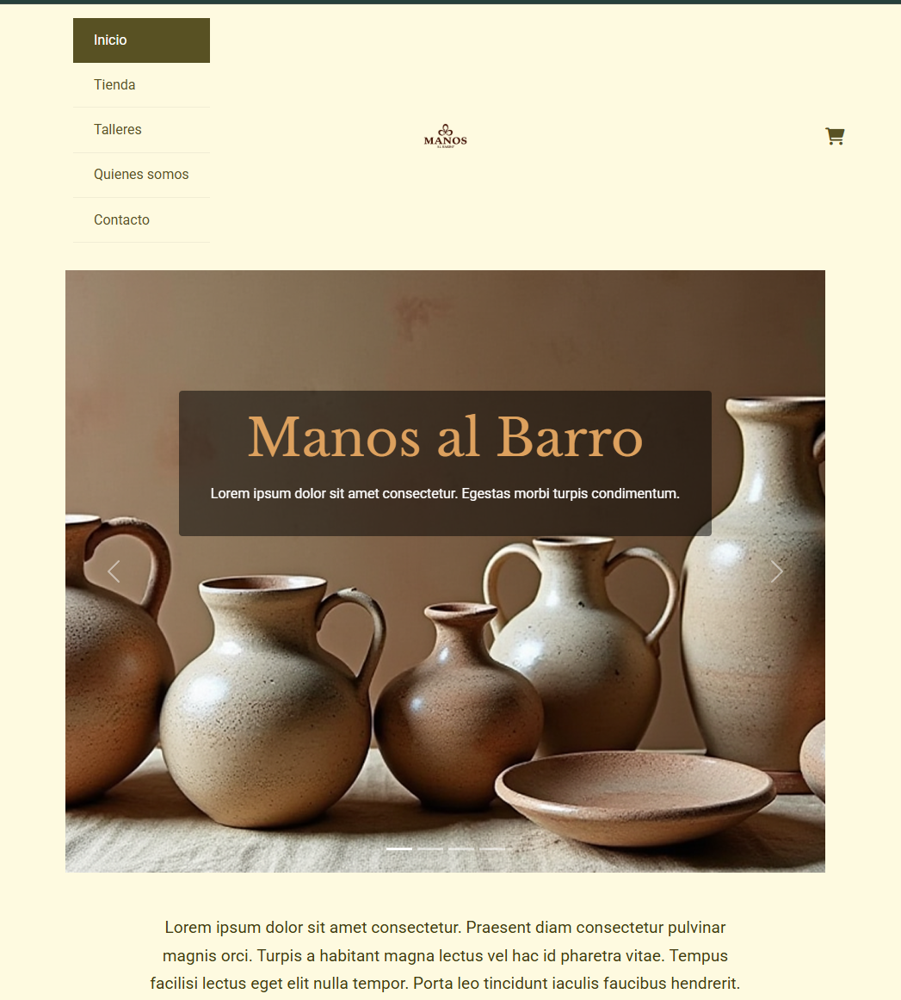 Inicio
Tienda
Talleres
Quienes somos
Contacto
MANOS
AL BARRO
Manos al Barro
Lorem ipsum dolor sit amet consectetur. Egestas morbi turpis condimentum.
Lorem ipsum dolor sit amet consectetur. Praesent diam consectetur pulvinar
magnis orci. Turpis a habitant magna lectus vel hac id pharetra vitae. Tempus
facilisi lectus eget elit nulla tempor. Porta leo tincidunt iaculis faucibus hendrerit.